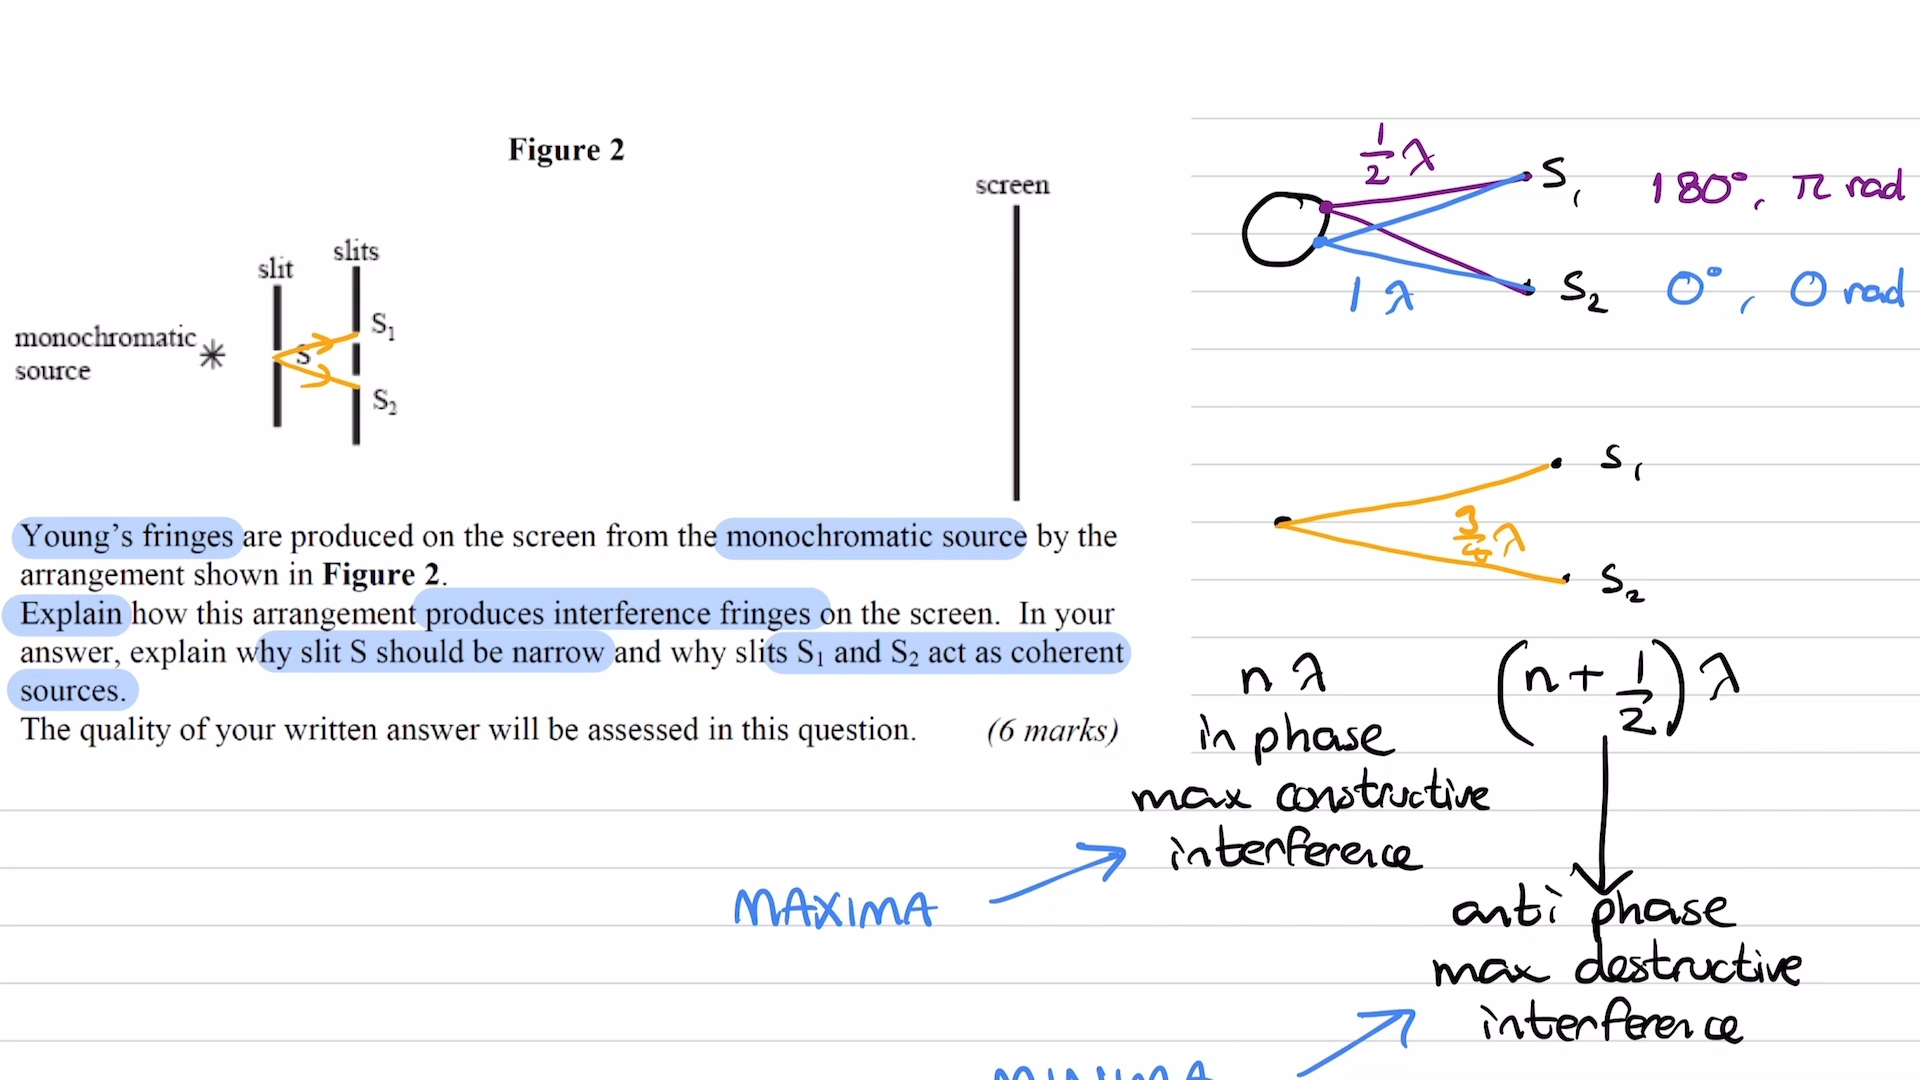 Figure 2
screen
slits
slit
S₁
monochromatic
source
S
S₂
Young's fringes are produced on the screen from the monochromatic source by the
arrangement shown in Figure 2.
Explain how this arrangement produces interference fringes on the screen. In your
answer, explain why slit S should be narrow and why slits S₁ and S₂ act as coherent
sources.
The quality of your written answer will be assessed in this question. (6 marks)
1/2 λ
S₁ 180°, π rad
1 λ
S₂ 0°, 0 rad
S₁
λ
S₂
nλ
in phase
max constructive
interference
MAXIMA
(n + 1/2) λ
anti phase
max destructive
interference
MINIMA